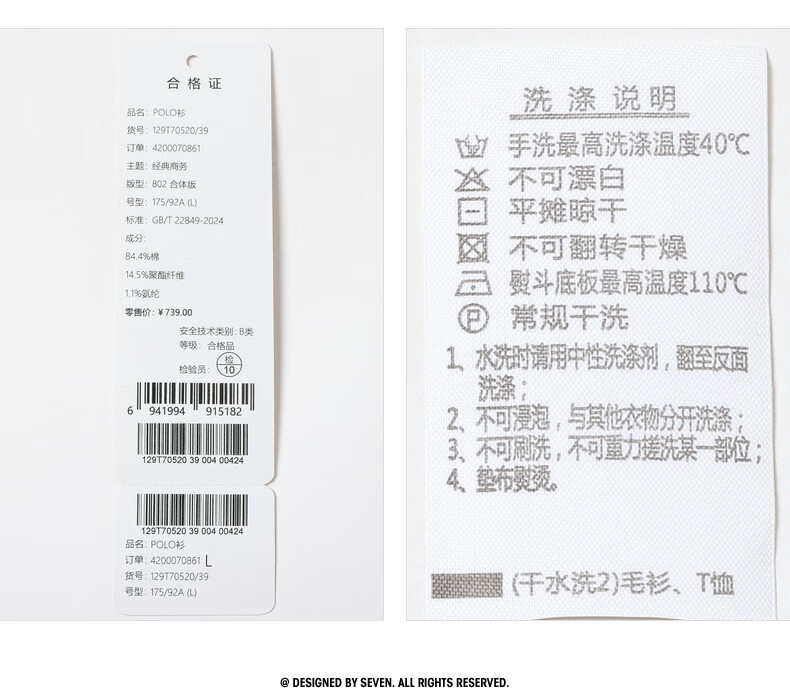 合格证
品名: POLO衫
货号: 129T70520/39
订单: 4200070861
主题: 经典商务
版型: 802 合体版
号型: 175/92A (L)
标准: GB/T 22849-2024
成分:
84.4%棉
14.5%聚酯纤维
1.1%氨纶
零售价: ¥ 739.00
安全技术类别: B类
等级: 合格品
检验员: 检 10
6 941994 915182
129T70520 39 004 00424
129T70520 39 004 00424
品名: POLO衫
订单: 4200070861 L
货号: 129T70520/39
号型: 175/92A (L)
洗涤说明
手洗最高洗涤温度40℃
不可漂白
平摊晾干
不可翻转干燥
熨斗底板最高温度110℃
P 常规干洗
1、水洗时请用中性洗涤剂，翻至反面
洗涤；
2、不可浸泡，与其他衣物分开洗涤；
3、不可刷洗，不可重力搓洗某一部位；
4、垫布熨烫。
(干水洗2)毛衫、T恤
@ DESIGNED BY SEVEN. ALL RIGHTS RESERVED.